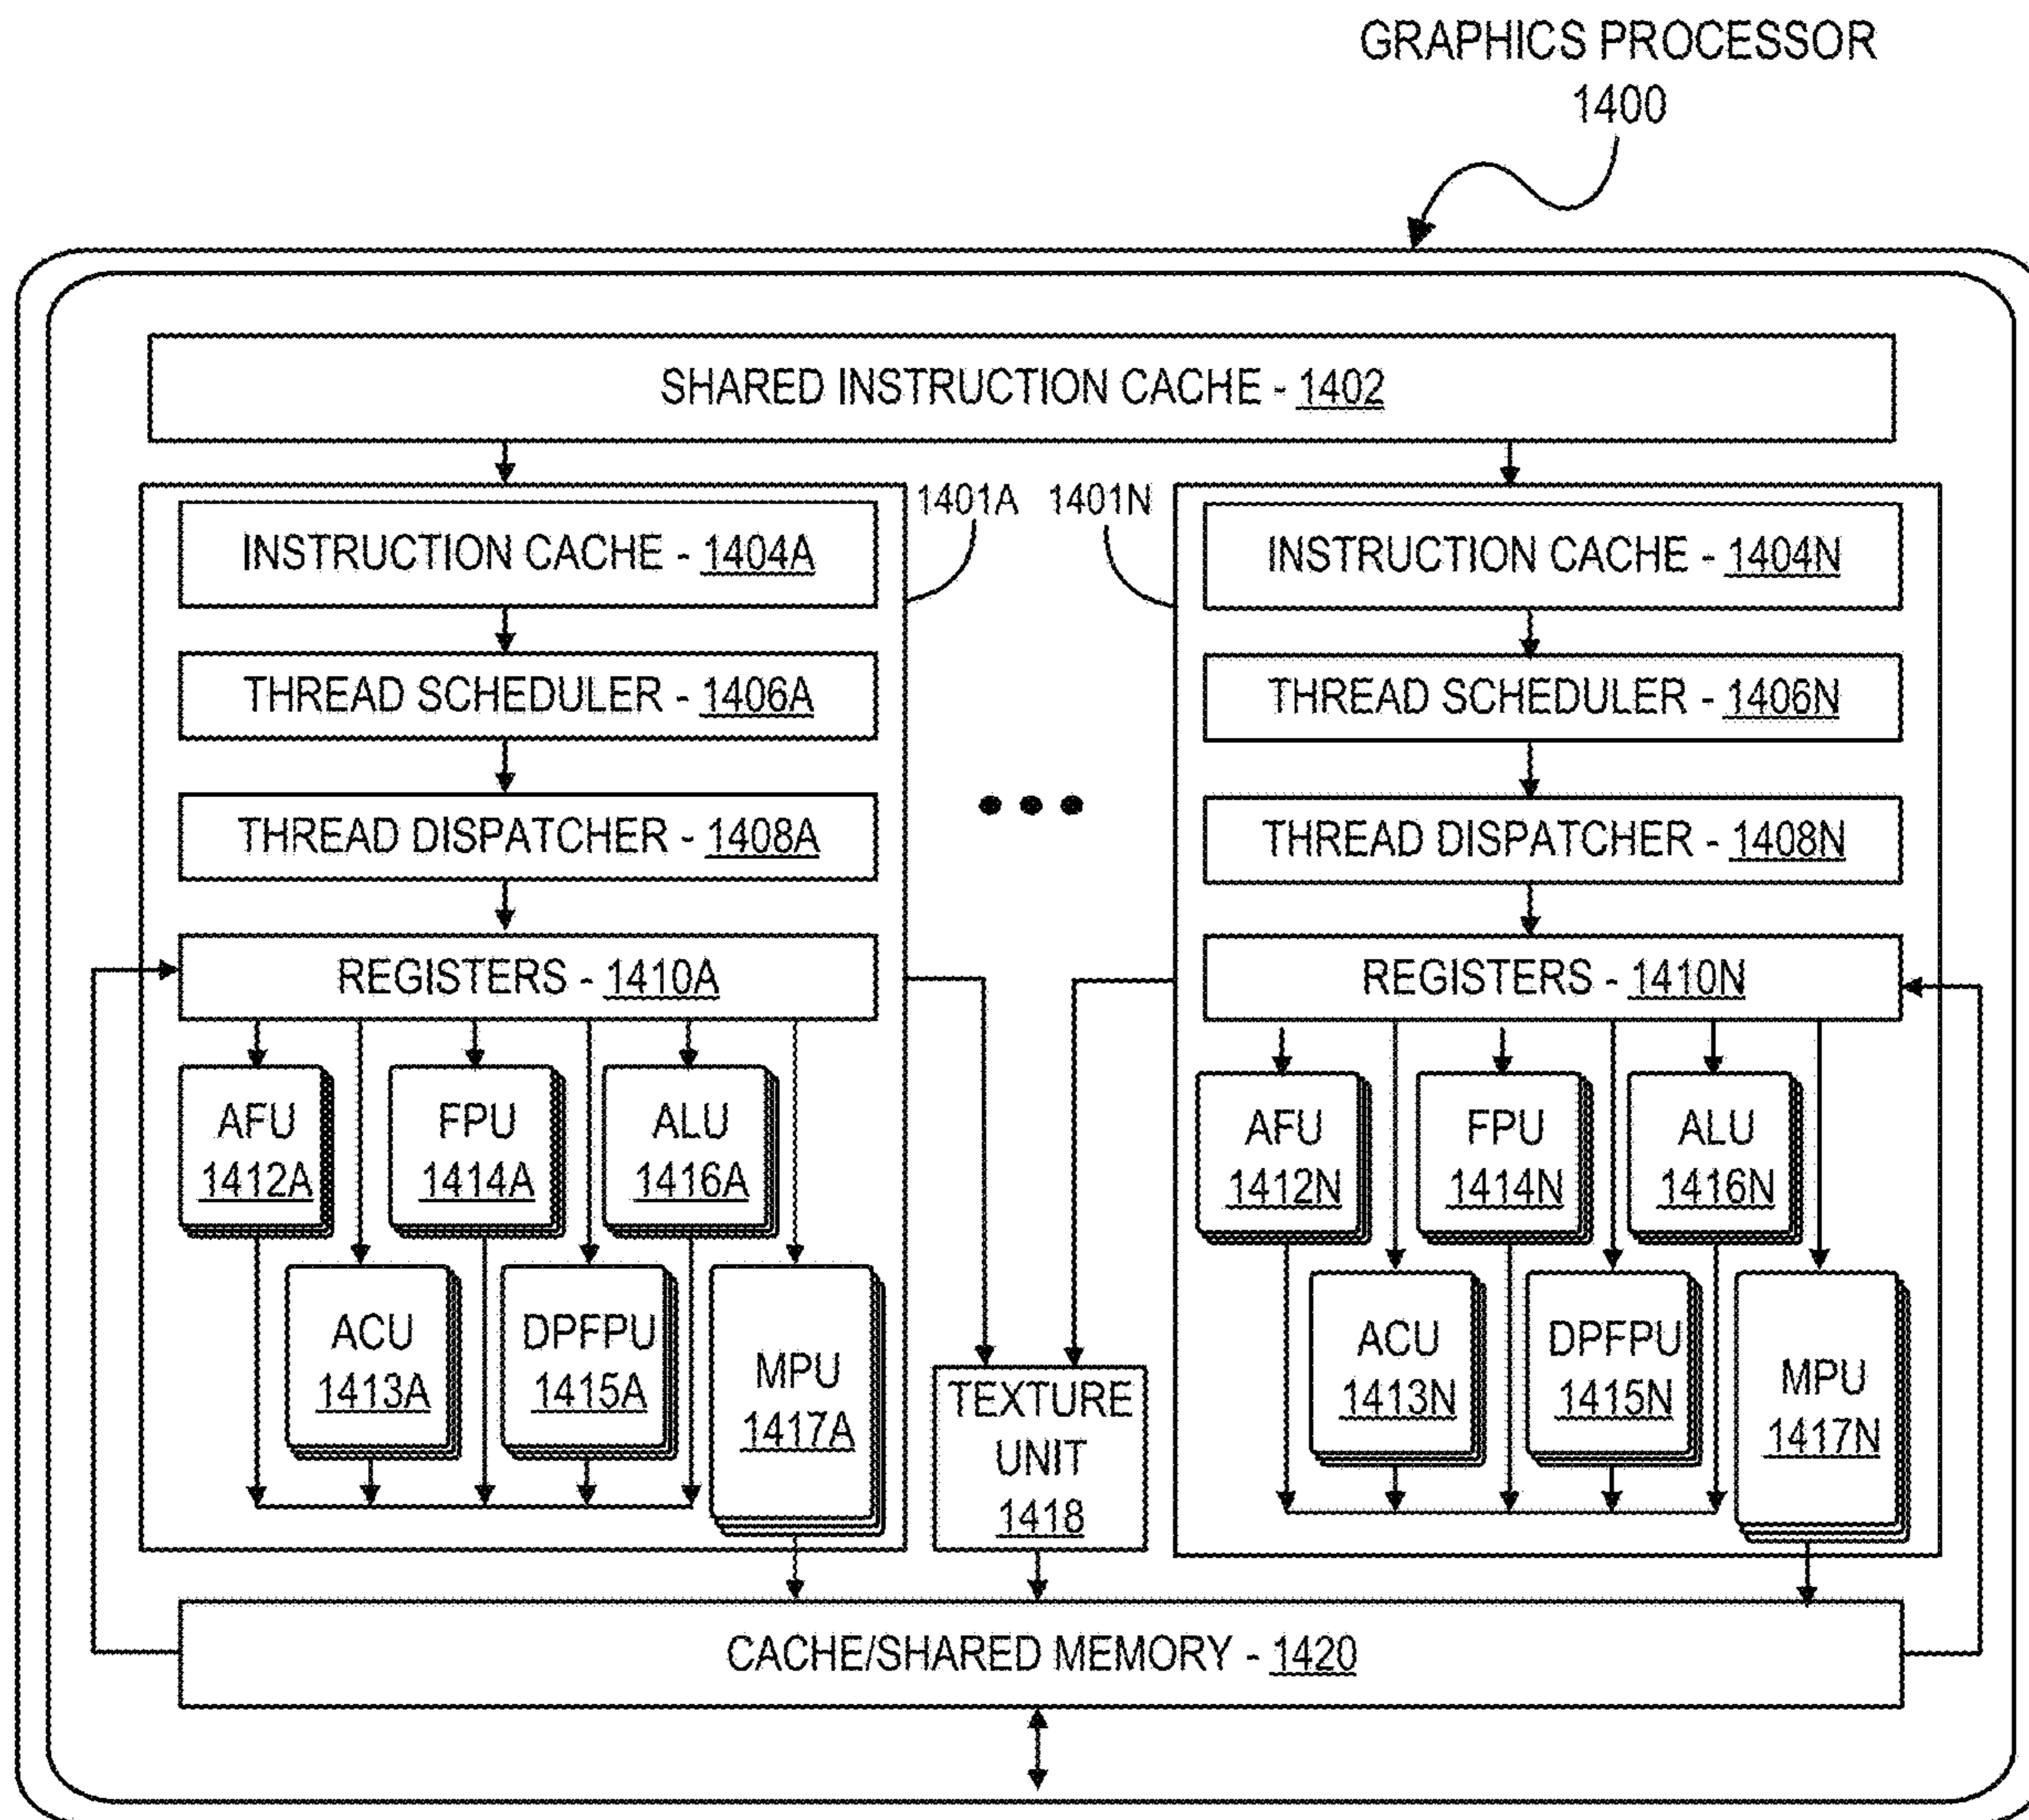 GRAPHICS PROCESSOR
1400
SHARED INSTRUCTION CACHE - 1402
1401A
1401N
INSTRUCTION CACHE - 1404A
THREAD SCHEDULER - 1406A
THREAD DISPATCHER - 1408A
REGISTERS - 1410A
AFU
1412A
FPU
1414A
ALU
1416A
ACU
1413A
DPFPU
1415A
MPU
1417A
TEXTURE
UNIT
1418
INSTRUCTION CACHE - 1404N
THREAD SCHEDULER - 1406N
THREAD DISPATCHER - 1408N
REGISTERS - 1410N
AFU
1412N
FPU
1414N
ALU
1416N
ACU
1413N
DPFPU
1415N
MPU
1417N
CACHE/SHARED MEMORY - 1420